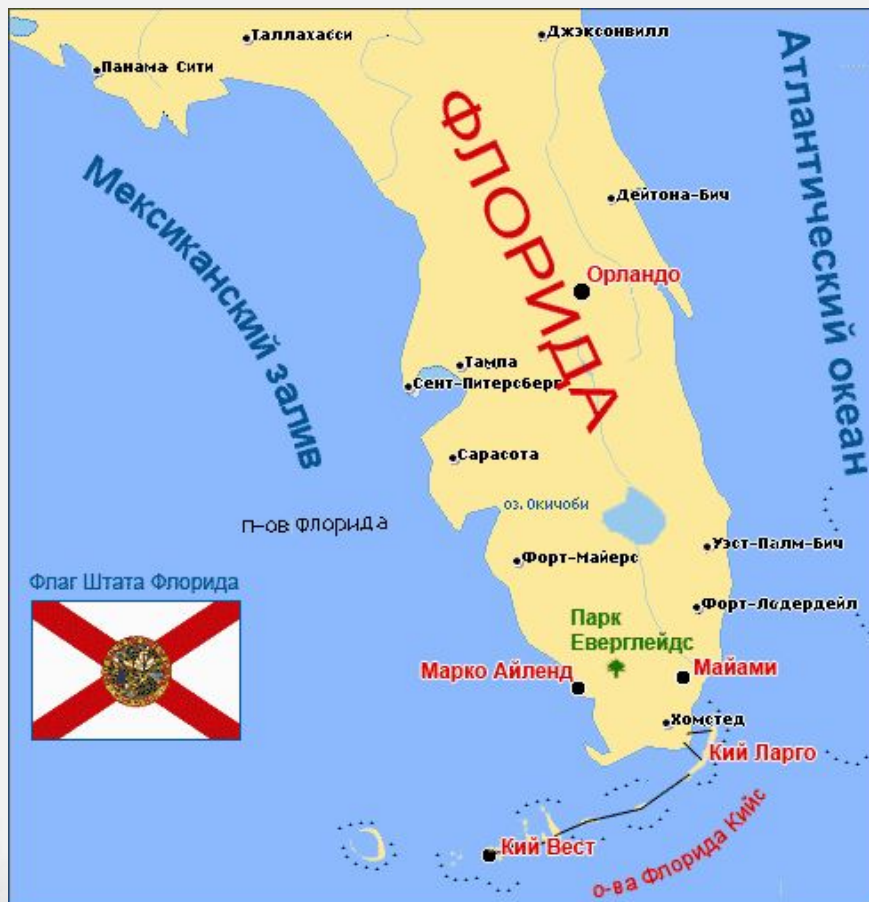 Таллахасси
Джэксонвилл
Панама Сити
Атлантический океан
ФЛОРИДА
Мексиканский залив
Дейтона-Бич
Орландо
Тампа
Сент-Питерсберг
Сарасота
оз. Окичоби
п-ов Флорида
Уэст-Палм-Бич
Форт-Майерс
Флаг Штата Флорида
Форт-Лодердейл
Парк
Еверглейдс
Марко Айленд
Майами
Хомстед
Кий Ларго
Кий Вест
о-ва Флорида Кийс